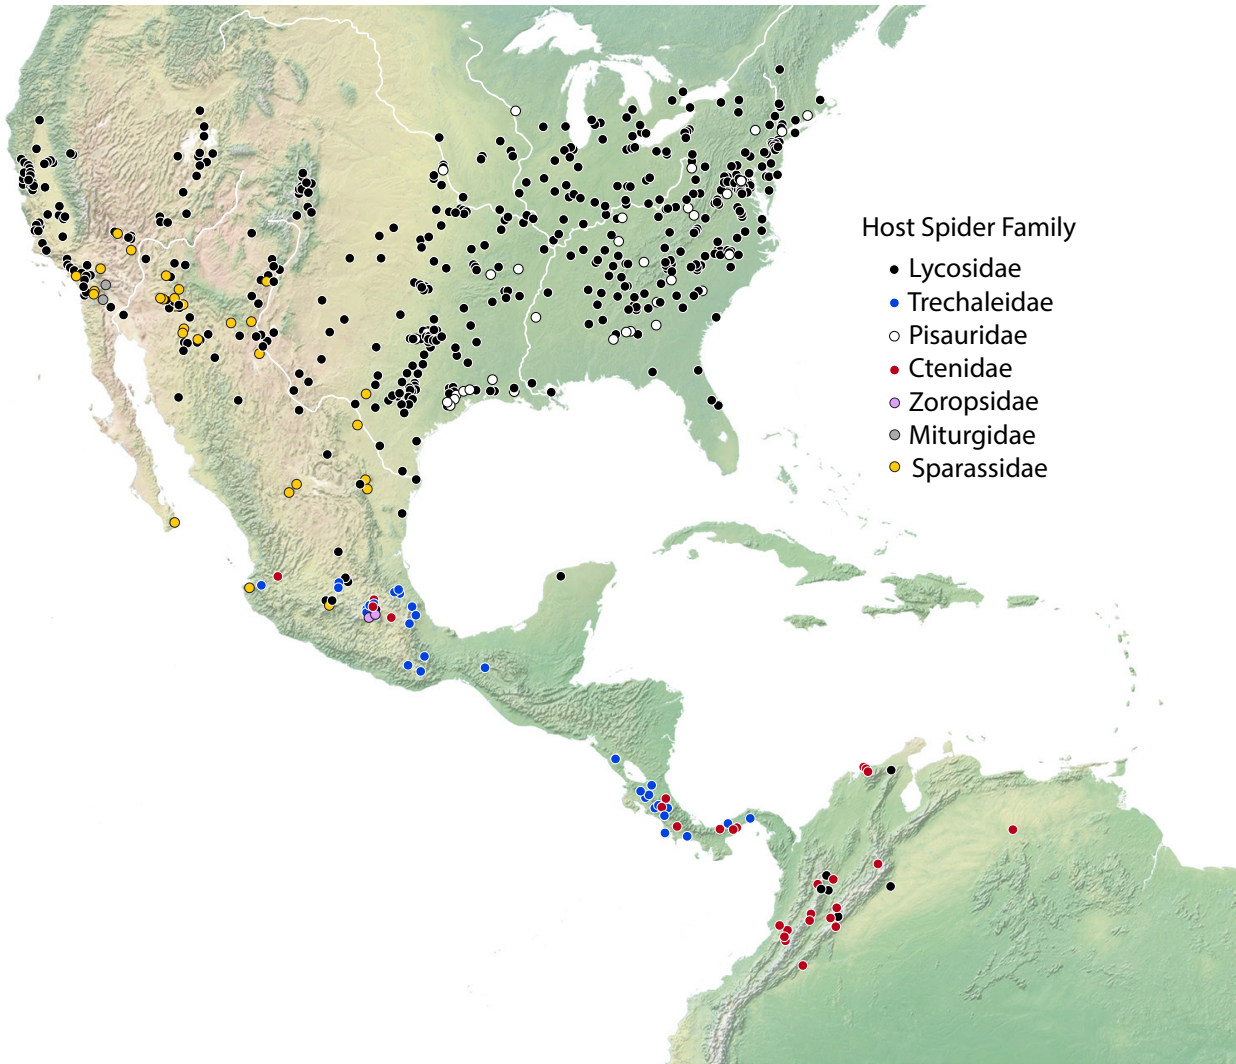 Host Spider Family
Lycosidae
Trechaleidae
Pisauridae
Ctenidae
Zoropsidae
Miturgidae
Sparassidae